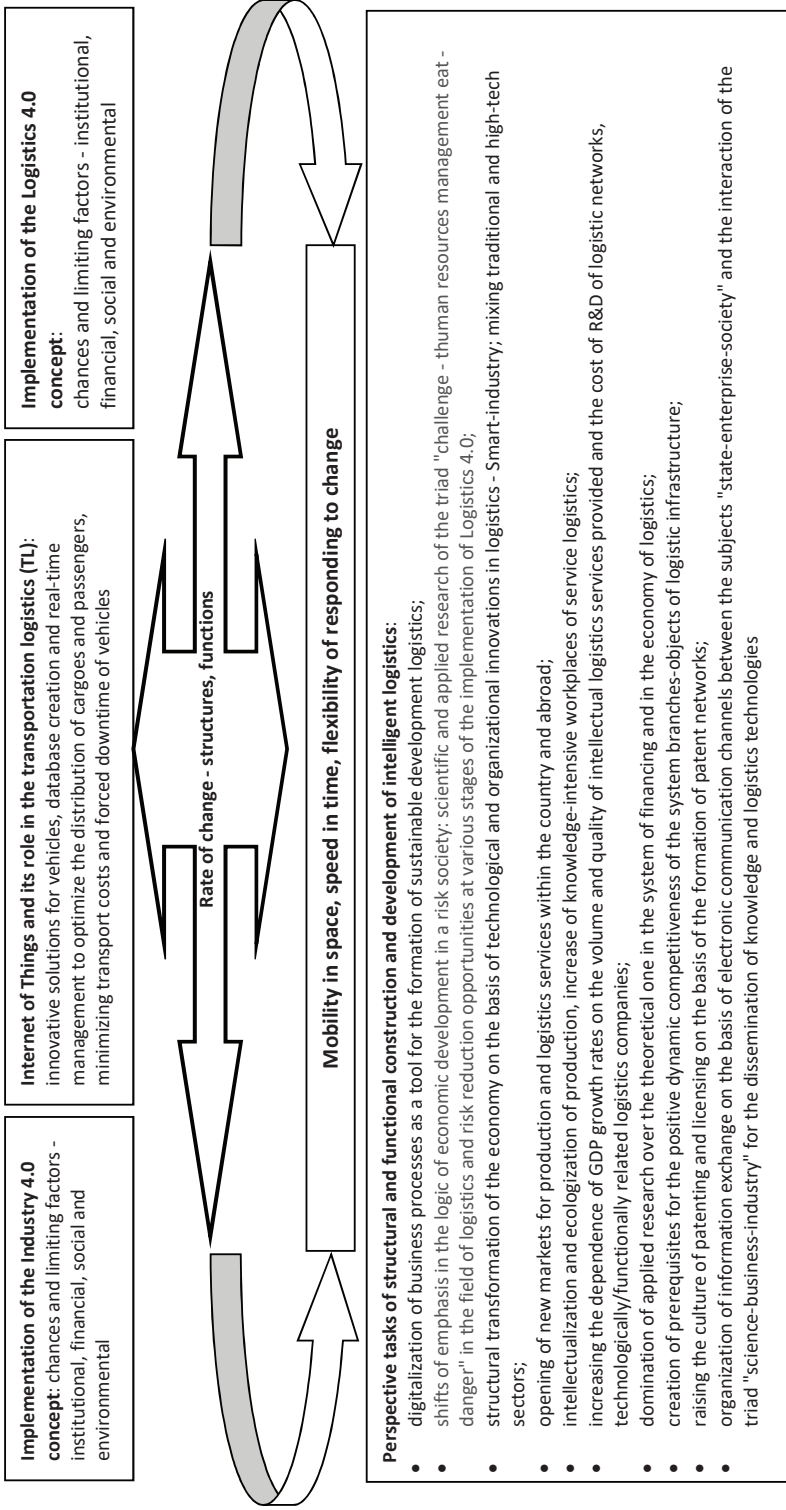 Implementation of the Industry 4.0
concept: chances and limiting factors -
institutional, financial, social and
environmental
Internet of Things and its role in the transportation logistics (TL):
innovative solutions for vehicles, database creation and real-time
management to optimize the distribution of cargoes and passengers,
minimizing transport costs and forced downtime of vehicles
Implementation of the Logistics 4.0
concept:
chances and limiting factors - institutional,
financial, social and environmental
Rate of change - structures, functions
Mobility in space, speed in time, flexibility of responding to change
Perspective tasks of structural and functional construction and development of intelligent logistics:
• digitalization of business processes as a tool for the formation of sustainable development logistics;
• shifts of emphasis in the logic of economic development in a risk society: scientific and applied research of the triad "challenge - thuman resources management eat -
danger" in the field of logistics and risk reduction opportunities at various stages of the implementation of Logistics 4.0;
• structural transformation of the economy on the basis of technological and organizational innovations in logistics - Smart-industry; mixing traditional and high-tech
sectors;
• opening of new markets for production and logistics services within the country and abroad;
• intellectualization and ecologization of production, increase of knowledge-intensive workplaces of service logistics;
• increasing the dependence of GDP growth rates on the volume and quality of intellectual logistics services provided and the cost of R&D of logistic networks,
technologically/functionally related logistics companies;
• domination of applied research over the theoretical one in the system of financing and in the economy of logistics;
• creation of prerequisites for the positive dynamic competitiveness of the system branches-objects of logistic infrastructure;
• raising the culture of patenting and licensing on the basis of the formation of patent networks;
• organization of information exchange on the basis of electronic communication channels between the subjects "state-enterprise-society" and the interaction of the
triad "science-business-industry" for the dissemination of knowledge and logistics technologies